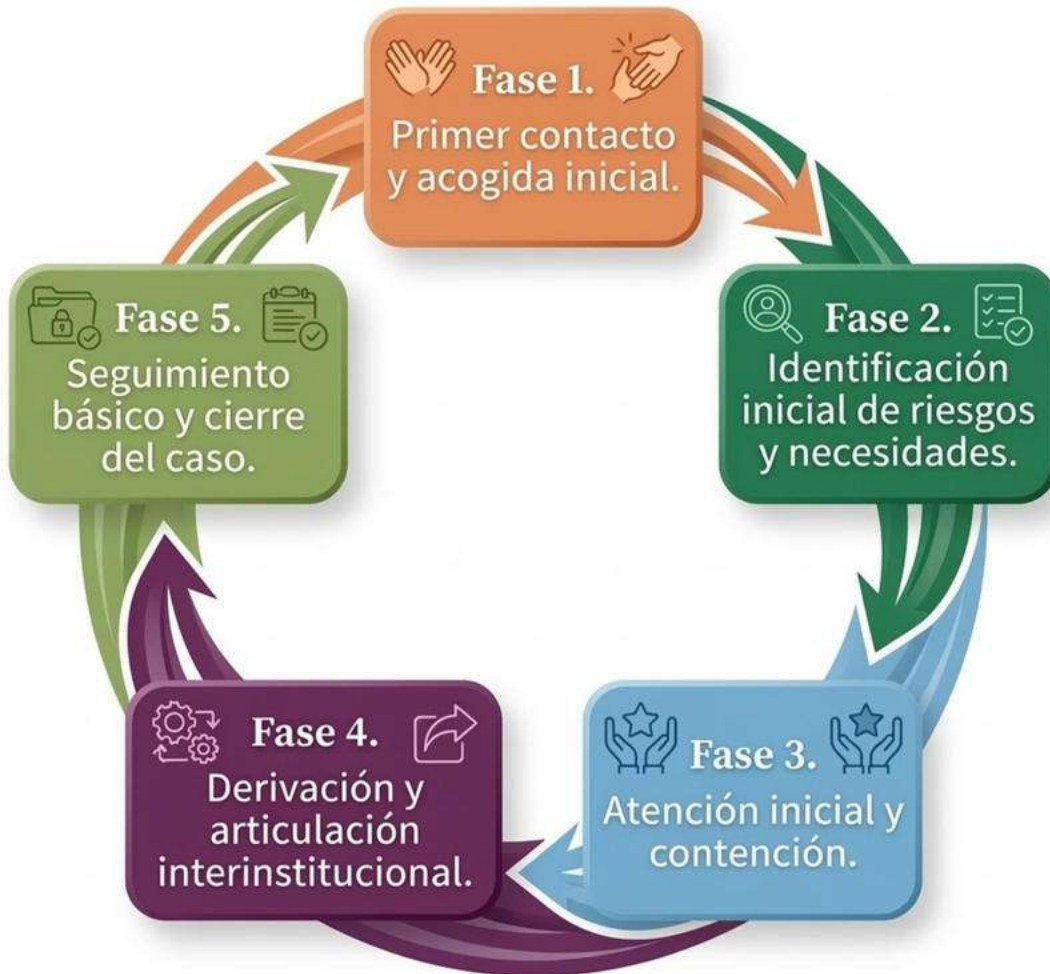 Fase 1.
Primer contacto
y acogida inicial.
Fase 2.
Identificación
inicial de riesgos
y necesidades.
Fase 3.
Atención inicial y
contención.
Fase 4.
Derivación y
articulación
interinstitucional.
Fase 5.
Seguimiento
básico y cierre
del caso.